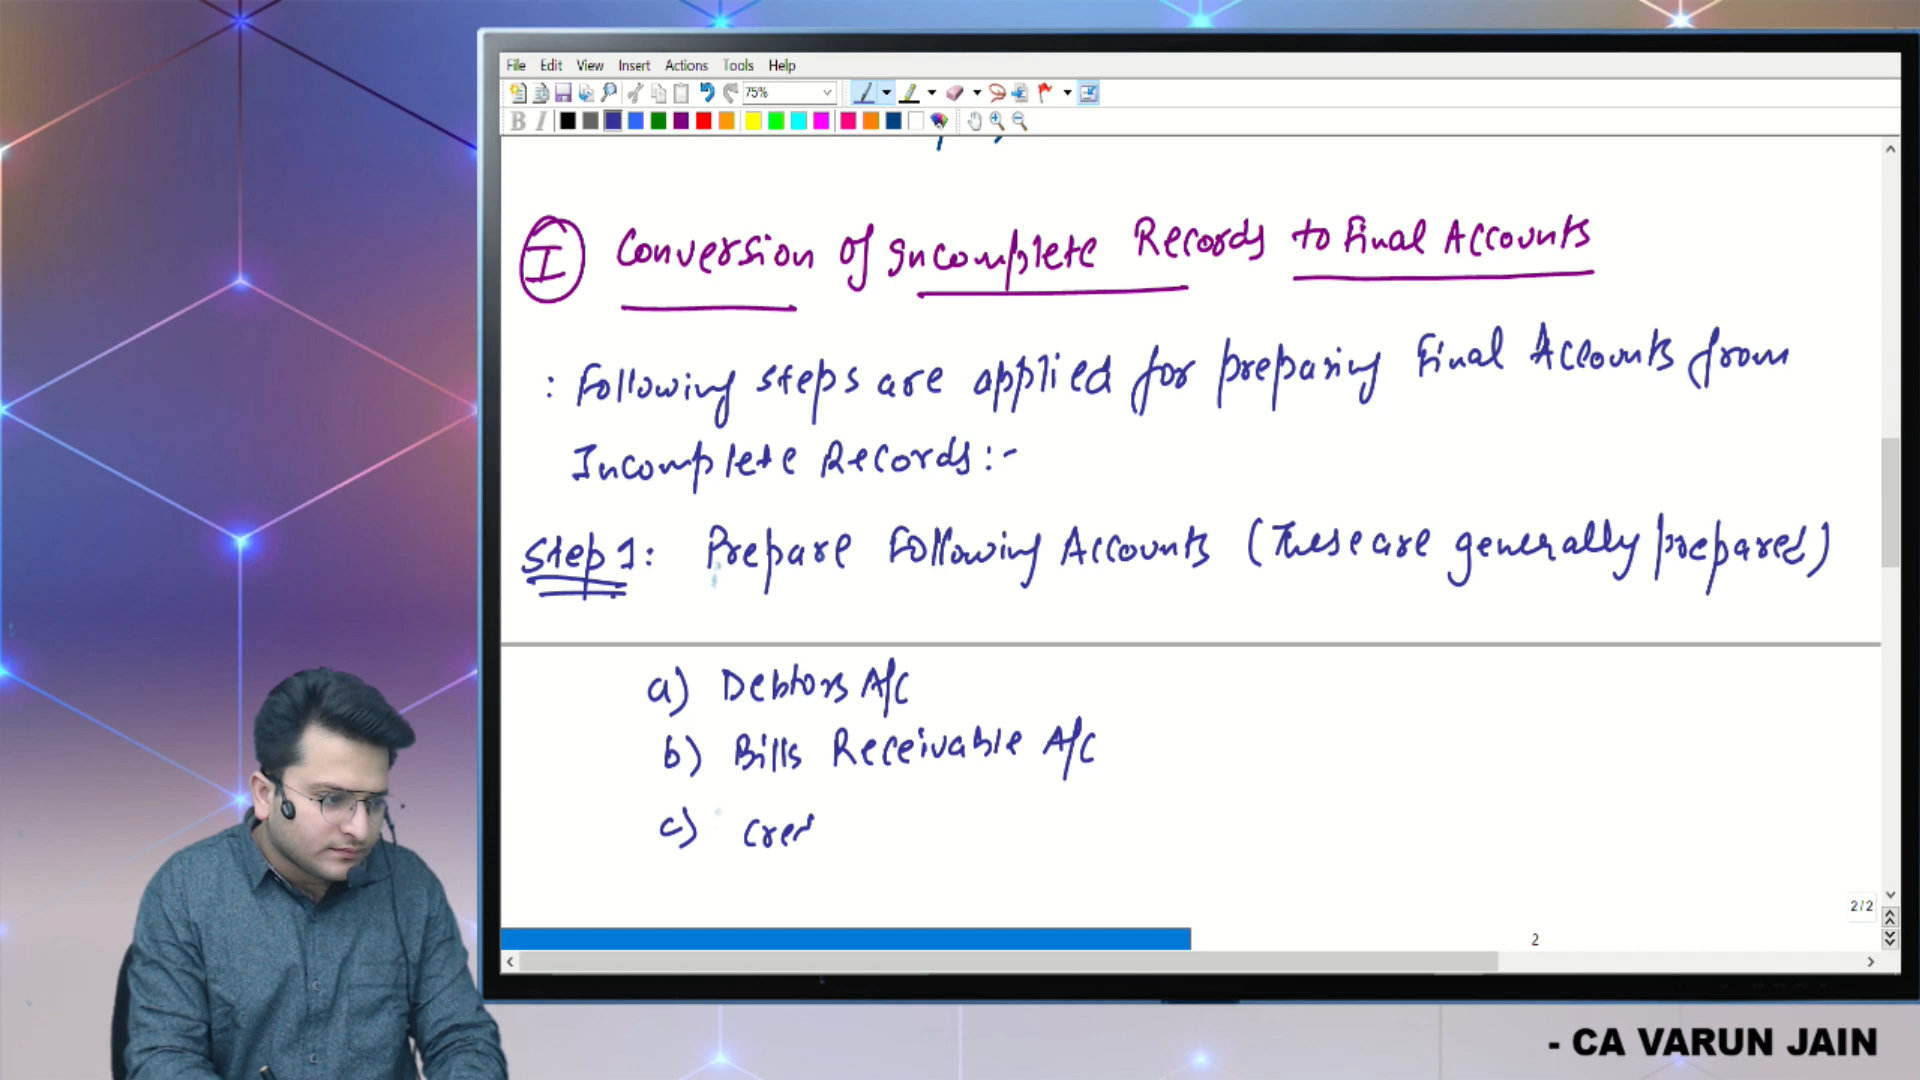 File Edit View Insert Actions Tools Help
75%
B I
I Conversion of Incomplete Records to Final Accounts
: Following steps are applied for preparing Final Accounts from
Incomplete Records:-
Step 1: Prepare Following Accounts (These are generally prepared)
a) Debtors A/C
b) Bills Receivable A/C
c) Cred
2/2
2
- CA VARUN JAIN